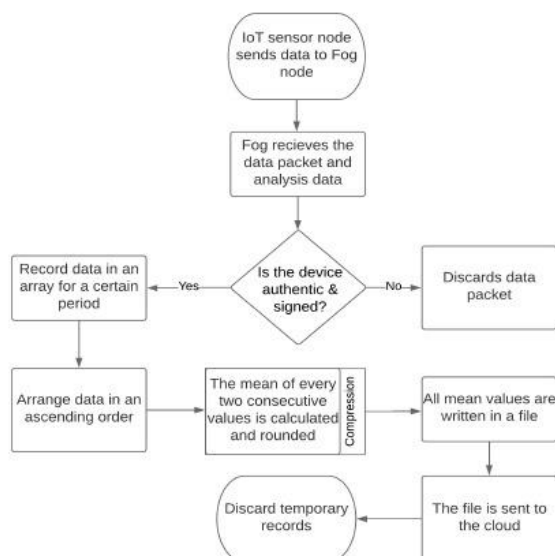 IoT sensor node
sends data to Fog
node
Fog recieves the
data packet and
analysis data
Is the device
authentic &
signed?
Yes
No
Record data in an
array for a certain
period
Discards data
packet
Arrange data in an
ascending order
The mean of every
two consecutive
values is calculated
and rounded
Compression
All mean values are
written in a file
The file is sent to
the cloud
Discard temporary
records